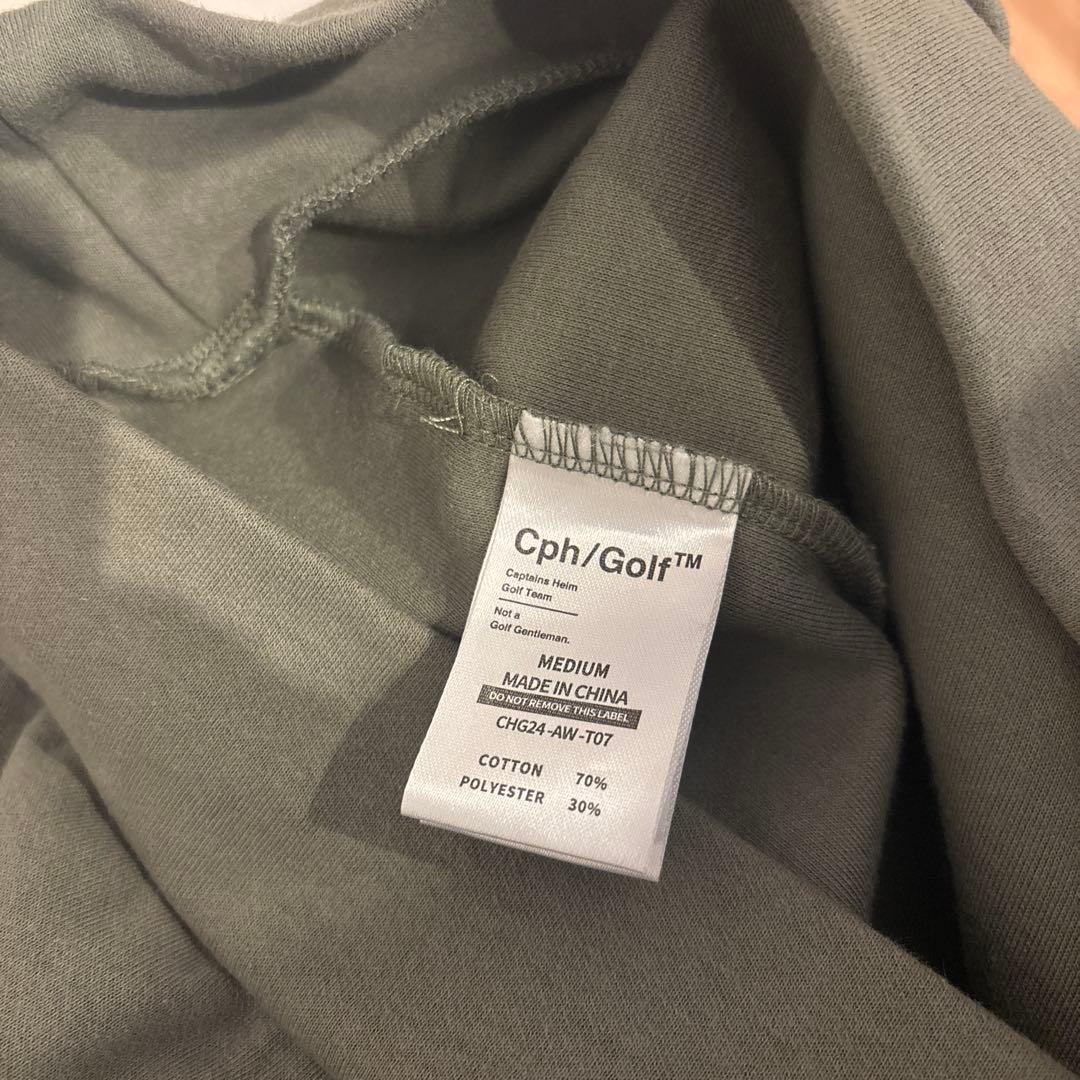 Cph/Golf™
Captains Helm
Golf Team
Not a
Golf Gentleman.
MEDIUM
MADE IN CHINA
DO NOT REMOVE THIS LABEL
CHG24-AW-T07
COTTON 70%
POLYESTER 30%